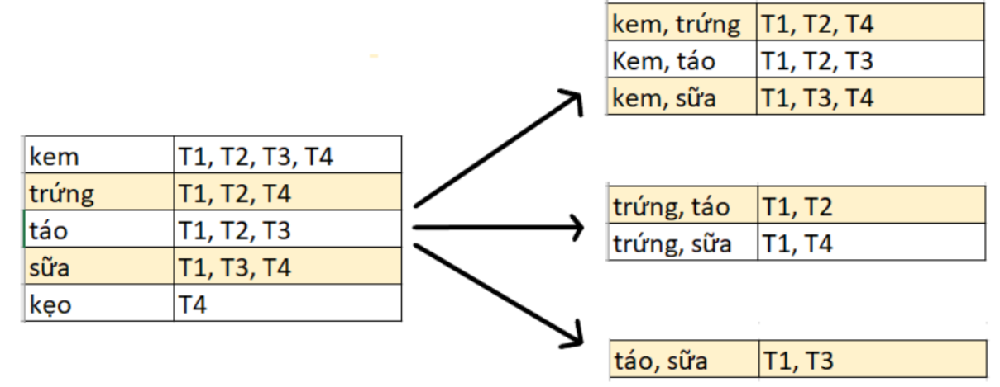 kem T1, T2, T3, T4
trứng T1, T2, T4
táo T1, T2, T3
sữa T1, T3, T4
kẹo T4
kem, trứng T1, T2, T4
Kem, táo T1, T2, T3
kem, sữa T1, T3, T4
trứng, táo T1, T2
trứng, sữa T1, T4
táo, sữa T1, T3